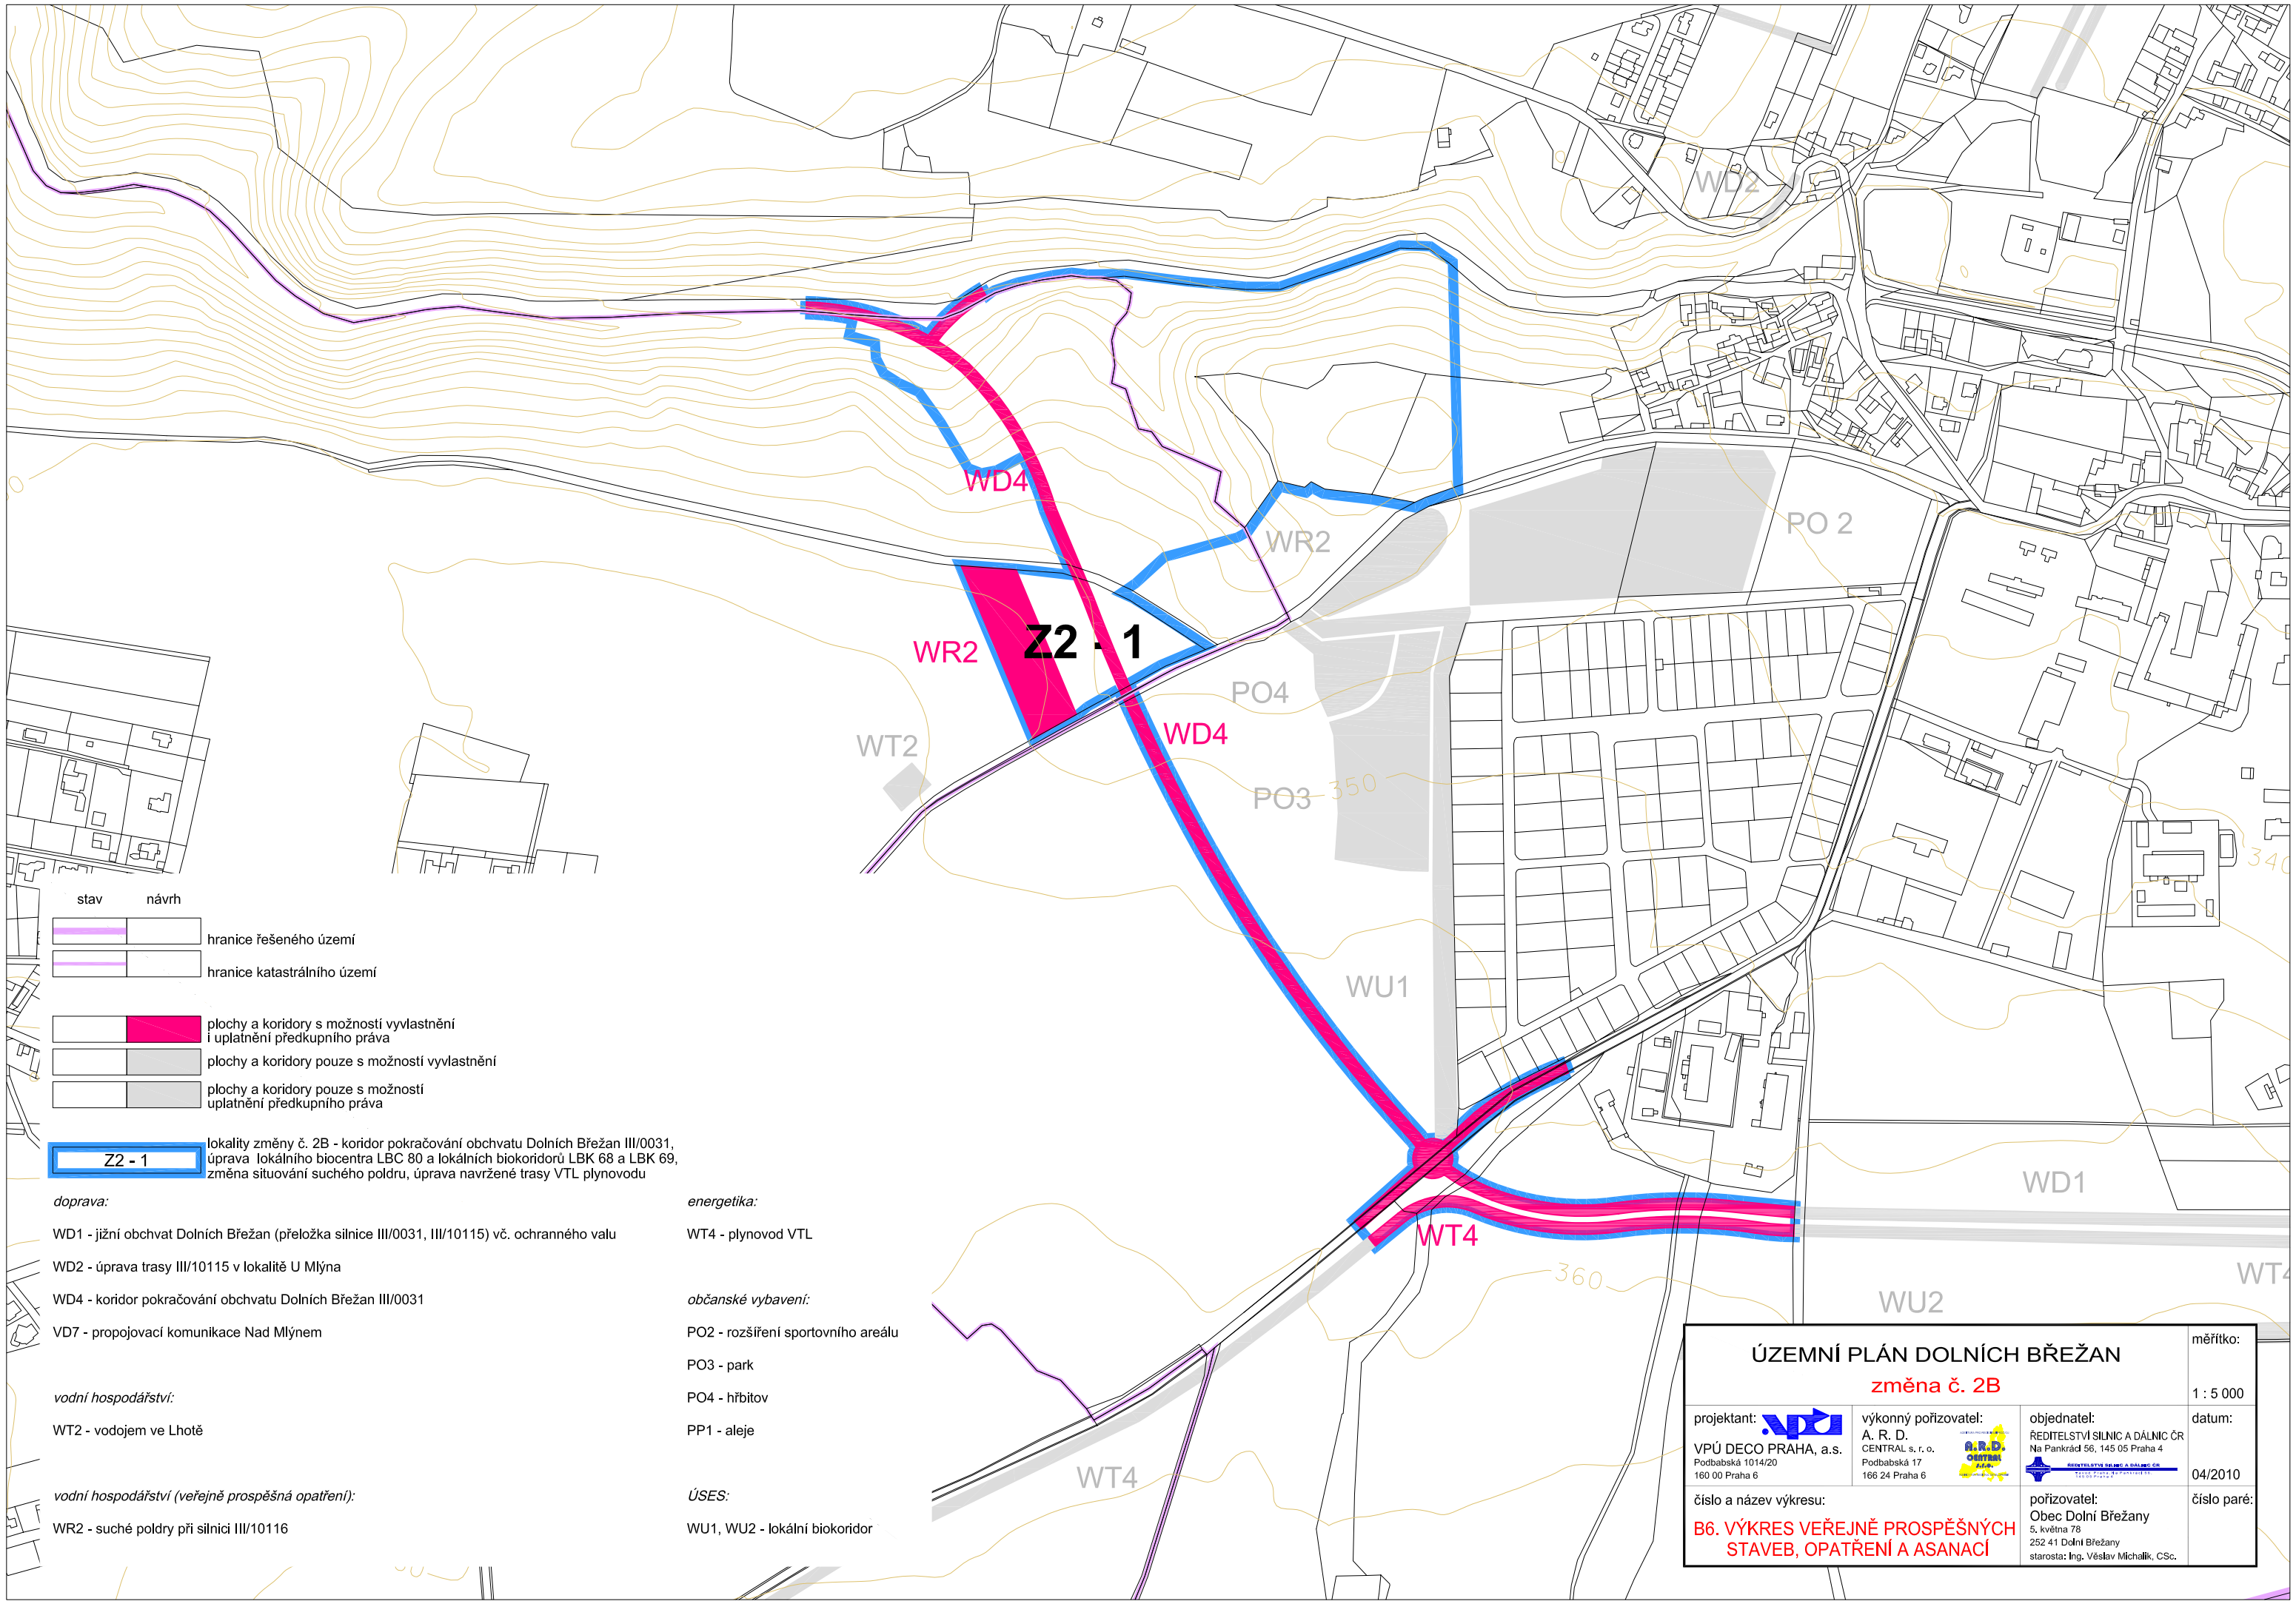 WD2
WD4
WR2
PO 2
WR2
Z2 - 1
PO4
WD4
WT2
PO3
350
340
WU1
WD1
WT4
WT4
360
WU2
WT4
stav návrh
hranice řešeného území
hranice katastrálního území
plochy a koridory s možností vyvlastnění
i uplatnění předkupního práva
plochy a koridory pouze s možností vyvlastnění
plochy a koridory pouze s možností
uplatnění předkupního práva
Z2 - 1
lokality změny č. 2B - koridor pokračování obchvatu Dolních Břežan III/0031,
úprava lokálního biocentra LBC 80 a lokálních biokoridorů LBK 68 a LBK 69,
změna situování suchého poldru, úprava navržené trasy VTL plynovodu
doprava:
WD1 - jižní obchvat Dolních Břežan (přeložka silnice III/0031, III/10115) vč. ochranného valu
WD2 - úprava trasy III/10115 v lokalitě U Mlýna
WD4 - koridor pokračování obchvatu Dolních Břežan III/0031
VD7 - propojovací komunikace Nad Mlýnem
vodní hospodářství:
WT2 - vodojem ve Lhotě
vodní hospodářství (veřejně prospěšná opatření):
WR2 - suché poldry při silnici III/10116
energetika:
WT4 - plynovod VTL
občanské vybavení:
PO2 - rozšíření sportovního areálu
PO3 - park
PO4 - hřbitov
PP1 - aleje
ÚSES:
WU1, WU2 - lokální biokoridor
ÚZEMNÍ PLÁN DOLNÍCH BŘEŽAN
změna č. 2B
měřítko:
1 : 5 000
projektant:
VPÚ DECO PRAHA, a.s.
Podbabská 1014/20
160 00 Praha 6
výkonný pořizovatel:
A. R. D.
CENTRAL s. r. o.
Podbabská 17
166 24 Praha 6
A.R.D.
CENTRAL
s.r.o.
objednatel:
ŘEDITELSTVÍ SILNIC A DÁLNIC ČR
Na Pankráci 56, 145 05 Praha 4
ŘEDITELSTVÍ SILNIC A DÁLNIC ČR
datum:
04/2010
číslo a název výkresu:
B6. VÝKRES VEŘEJNĚ PROSPĚŠNÝCH
STAVEB, OPATŘENÍ A ASANACÍ
pořizovatel:
Obec Dolní Břežany
5. května 78
252 41 Dolní Břežany
starosta: Ing. Věslav Michalik, CSc.
číslo paré: